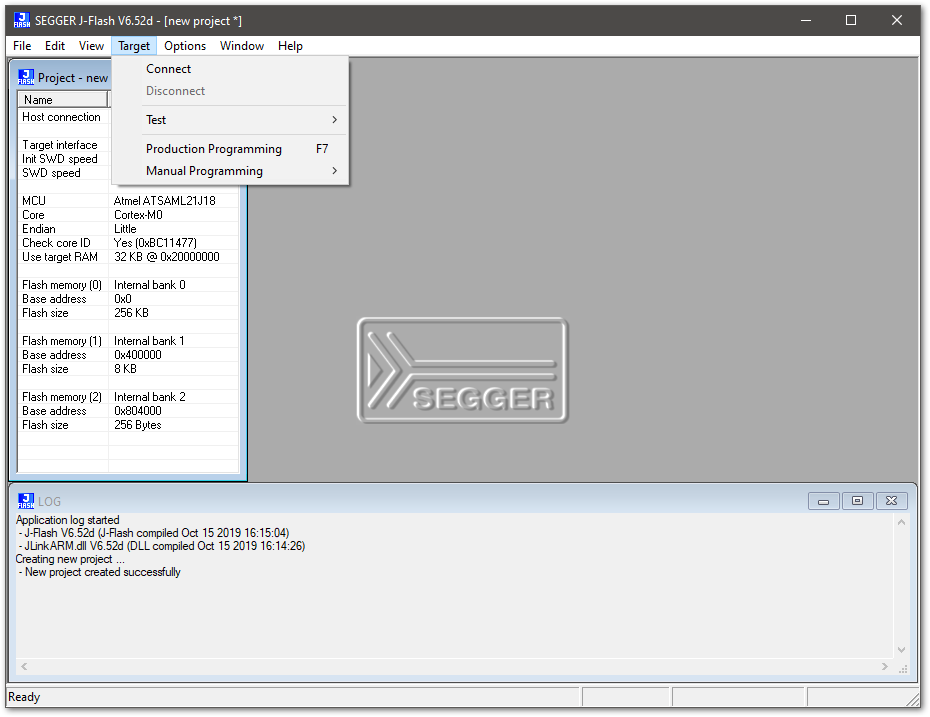 SEGGER J-Flash V6.52d - [new project *]
File Edit View Target Options Window Help
Project - new
Name
Host connection
Target interface
Init SWD speed
SWD speed
MCU Atmel ATSAML21J18
Core Cortex-M0
Endian Little
Check core ID Yes (0xBC11477)
Use target RAM 32 KB @ 0x20000000
Flash memory (0) Internal bank 0
Base address 0x0
Flash size 256 KB
Flash memory (1) Internal bank 1
Base address 0x400000
Flash size 8 KB
Flash memory (2) Internal bank 2
Base address 0x804000
Flash size 256 Bytes
Connect
Disconnect
Test
Production Programming F7
Manual Programming
SEGGER
LOG
Application log started
- J-Flash V6.52d (J-Flash compiled Oct 15 2019 16:15:04)
- JLinkARM.dll V6.52d (DLL compiled Oct 15 2019 16:14:26)
Creating new project ...
- New project created successfully
Ready